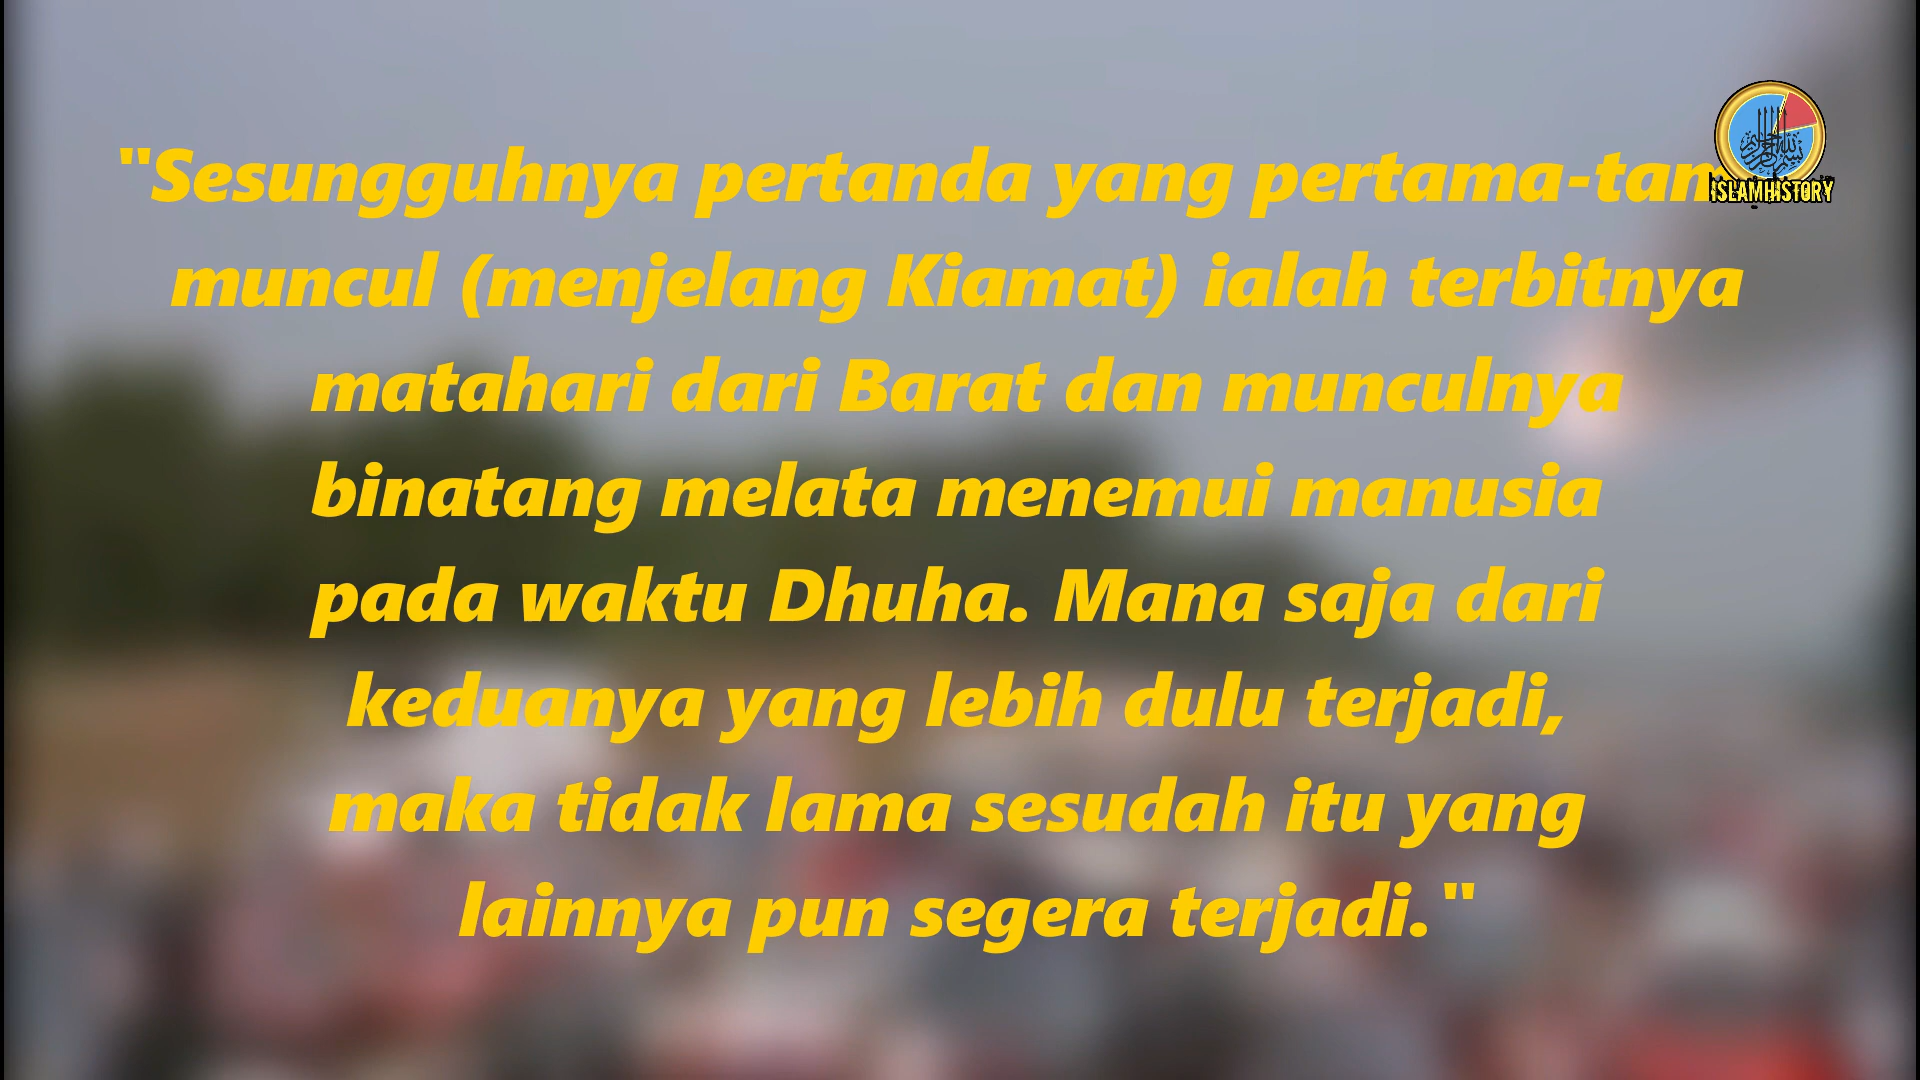 "Sesungguhnya pertanda yang
muncul (menjelang Kiamat) ialah terbitnya
matahari dari Barat dan munculnya
binatang melata menemui manusia
pada waktu Dhuha. Mana saja dari
keduanya yang lebih dulu terjadi,
maka tidak lama sesudah itu yang
lainnya pun segera terjadi."
ISLAMHISTORY